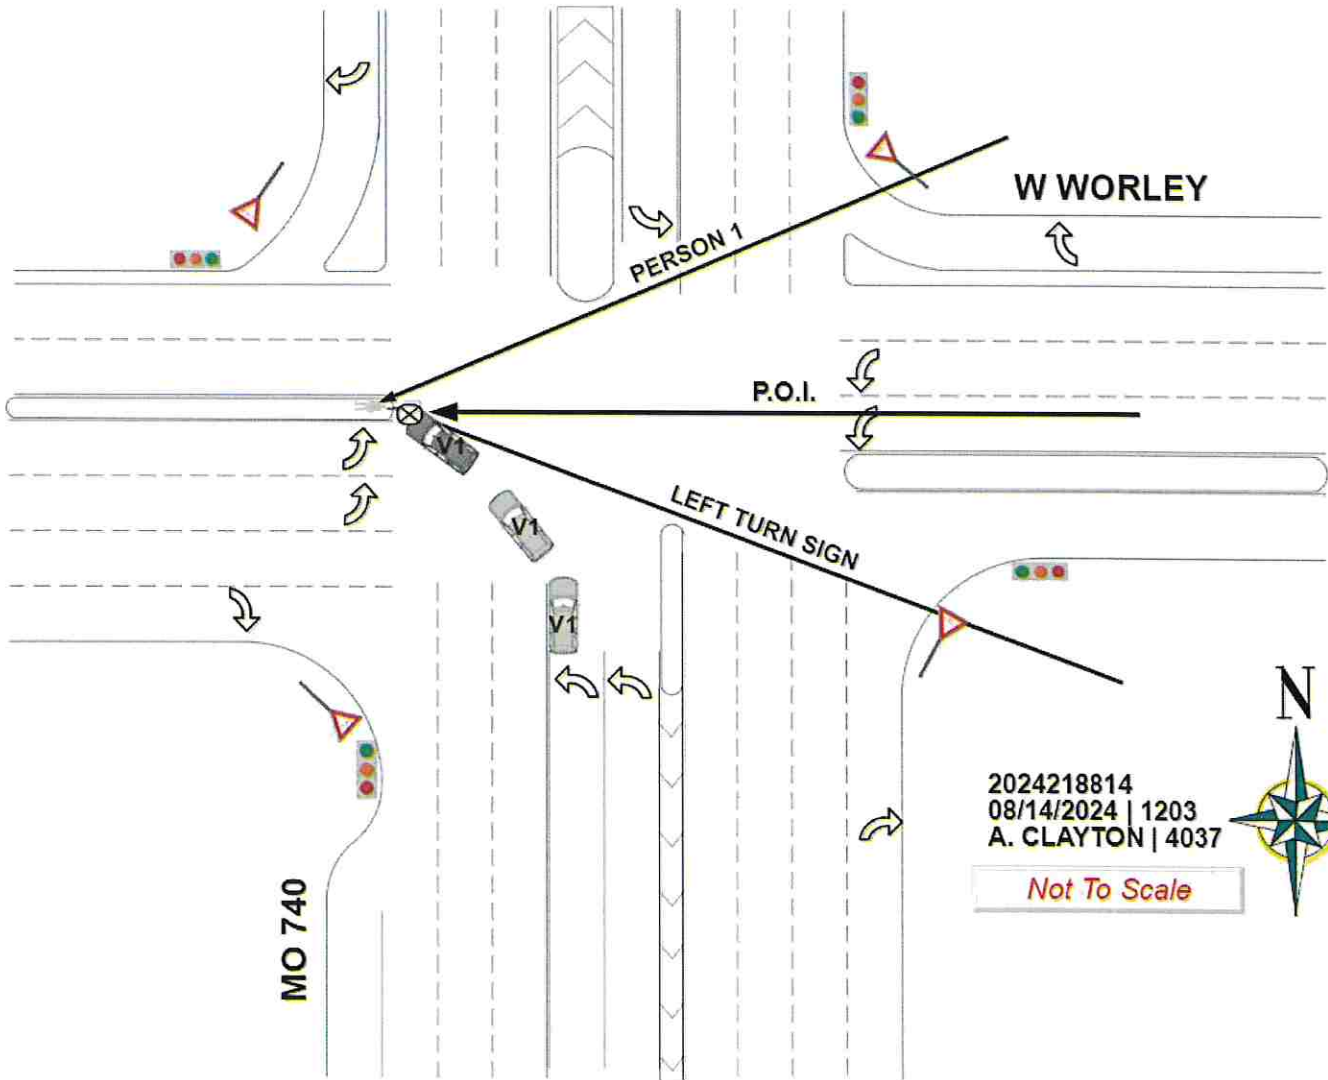 W WORLEY
PERSON 1
P.O.I.
V1
LEFT TURN SIGN
V1
V1
N
2024218814
08/14/2024 | 1203
A. CLAYTON | 4037
Not To Scale
MO 740